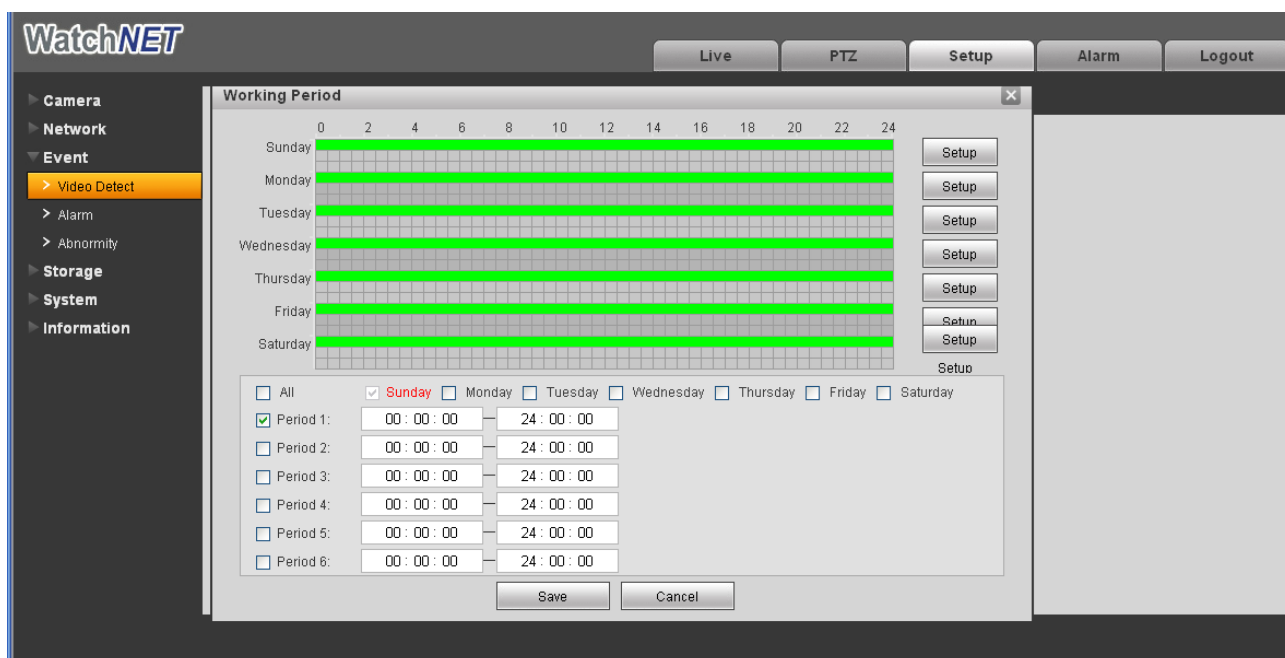 WatchNET
Live PTZ Setup Alarm Logout
Camera
Network
Event
Video Detect
Alarm
Abnormity
Storage
System
Information
Working Period
0 2 4 6 8 10 12 14 16 18 20 22 24
Sunday Setup
Monday Setup
Tuesday Setup
Wednesday Setup
Thursday Setup
Friday Setup
Saturday Setup
Setup
All Sunday Monday Tuesday Wednesday Thursday Friday Saturday
Period 1: 00 : 00 : 00 — 24 : 00 : 00
Period 2: 00 : 00 : 00 — 24 : 00 : 00
Period 3: 00 : 00 : 00 — 24 : 00 : 00
Period 4: 00 : 00 : 00 — 24 : 00 : 00
Period 5: 00 : 00 : 00 — 24 : 00 : 00
Period 6: 00 : 00 : 00 — 24 : 00 : 00
Save Cancel